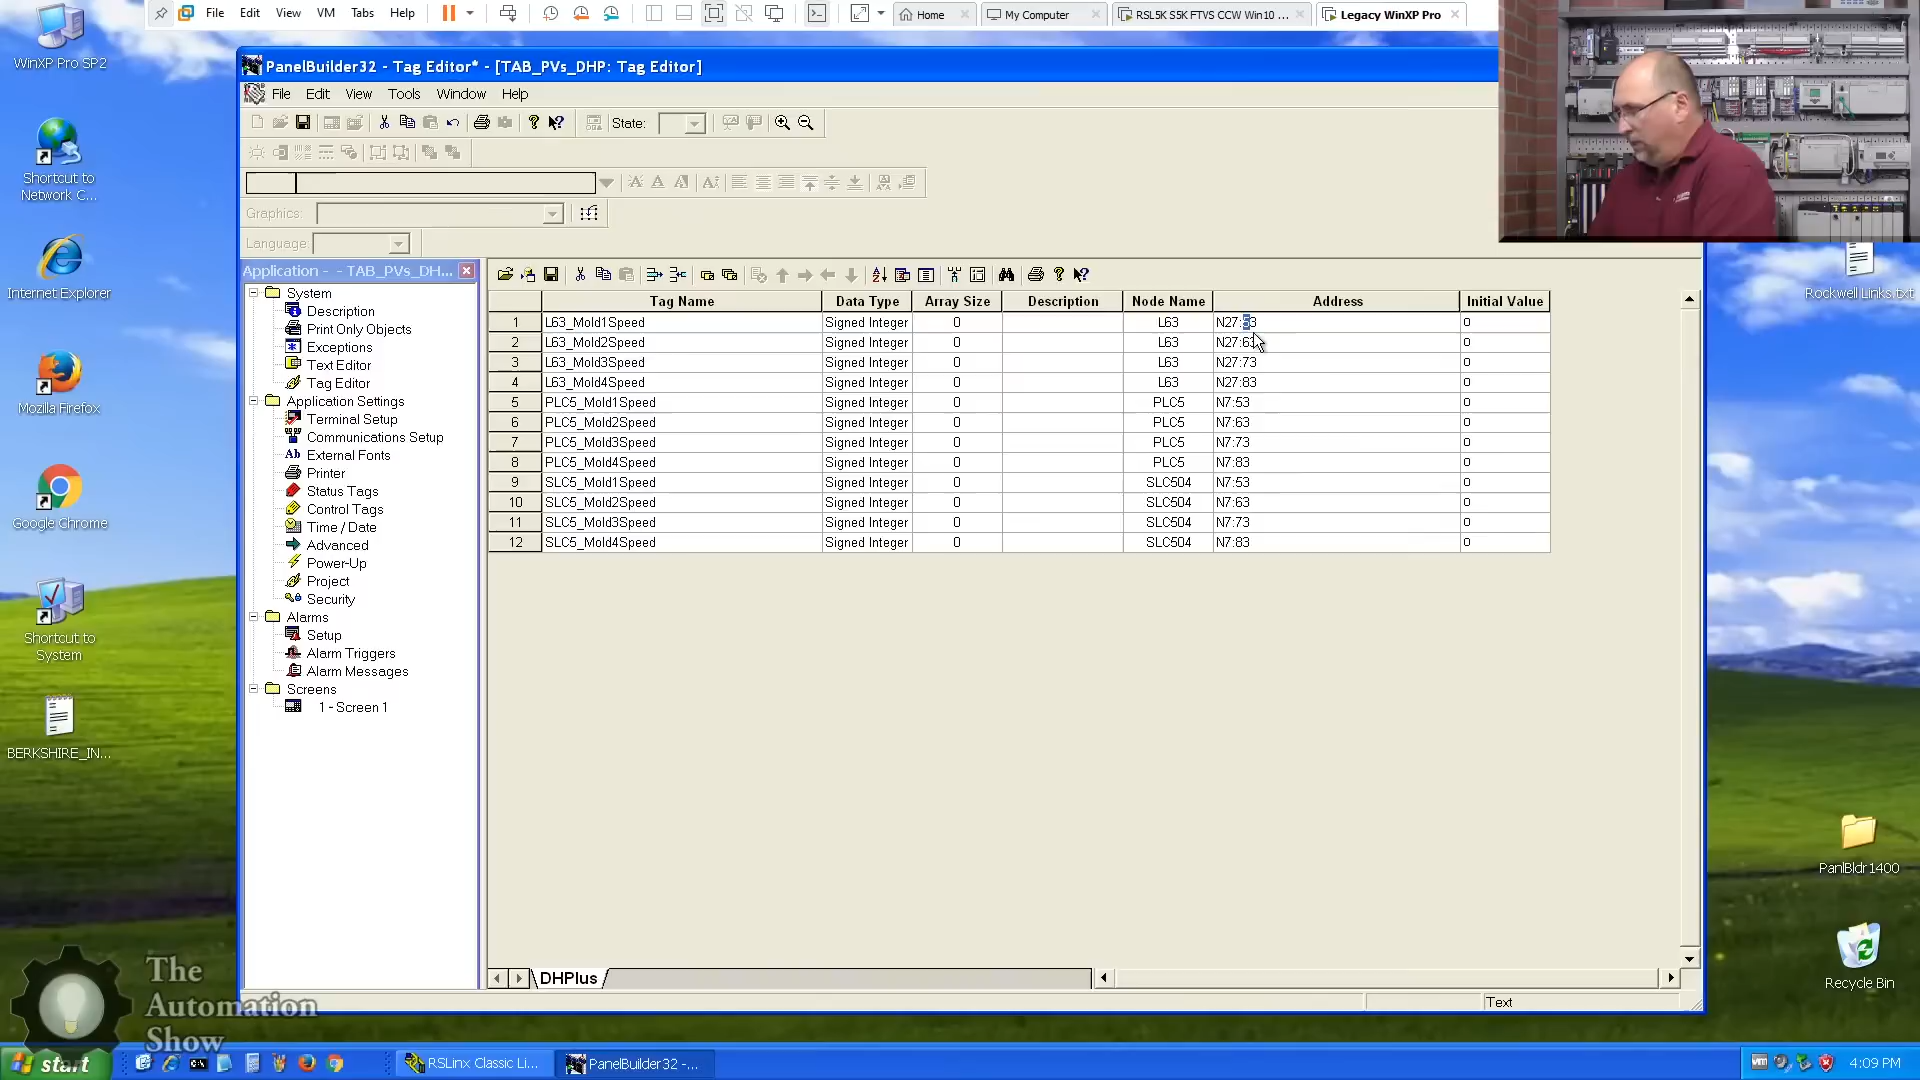 File Edit View VM Tabs Help
Home
My Computer
RSL5K S5K FTVS CCW Win10 ...
Legacy WinXP Pro
WinXP Pro SP2
PanelBuilder32 - Tag Editor* - [TAB_PVs_DHP: Tag Editor]
File Edit View Tools Window Help
State:
Graphics:
Language:
Shortcut to
Network C...
Internet Explorer
Mozilla Firefox
Google Chrome
Shortcut to
System
BERKSHIRE_IN...
Application - - TAB_PVs_DH...
System
Description
Print Only Objects
Exceptions
Text Editor
Tag Editor
Application Settings
Terminal Setup
Communications Setup
External Fonts
Printer
Status Tags
Control Tags
Time / Date
Advanced
Power-Up
Project
Security
Alarms
Setup
Alarm Triggers
Alarm Messages
Screens
1 - Screen 1
Tag Name Data Type Array Size Description Node Name Address Initial Value
1 L63_Mold1Speed Signed Integer 0 L63 N27:53 0
2 L63_Mold2Speed Signed Integer 0 L63 N27:63 0
3 L63_Mold3Speed Signed Integer 0 L63 N27:73 0
4 L63_Mold4Speed Signed Integer 0 L63 N27:83 0
5 PLC5_Mold1Speed Signed Integer 0 PLC5 N7:53 0
6 PLC5_Mold2Speed Signed Integer 0 PLC5 N7:63 0
7 PLC5_Mold3Speed Signed Integer 0 PLC5 N7:73 0
8 PLC5_Mold4Speed Signed Integer 0 PLC5 N7:83 0
9 SLC5_Mold1Speed Signed Integer 0 SLC504 N7:53 0
10 SLC5_Mold2Speed Signed Integer 0 SLC504 N7:63 0
11 SLC5_Mold3Speed Signed Integer 0 SLC504 N7:73 0
12 SLC5_Mold4Speed Signed Integer 0 SLC504 N7:83 0
DHPlus
Text
Rockwell Links.txt
PanlBldr1400
Recycle Bin
The
Automation
Show
start
RSLinx Classic Li...
PanelBuilder32 -...
4:09 PM